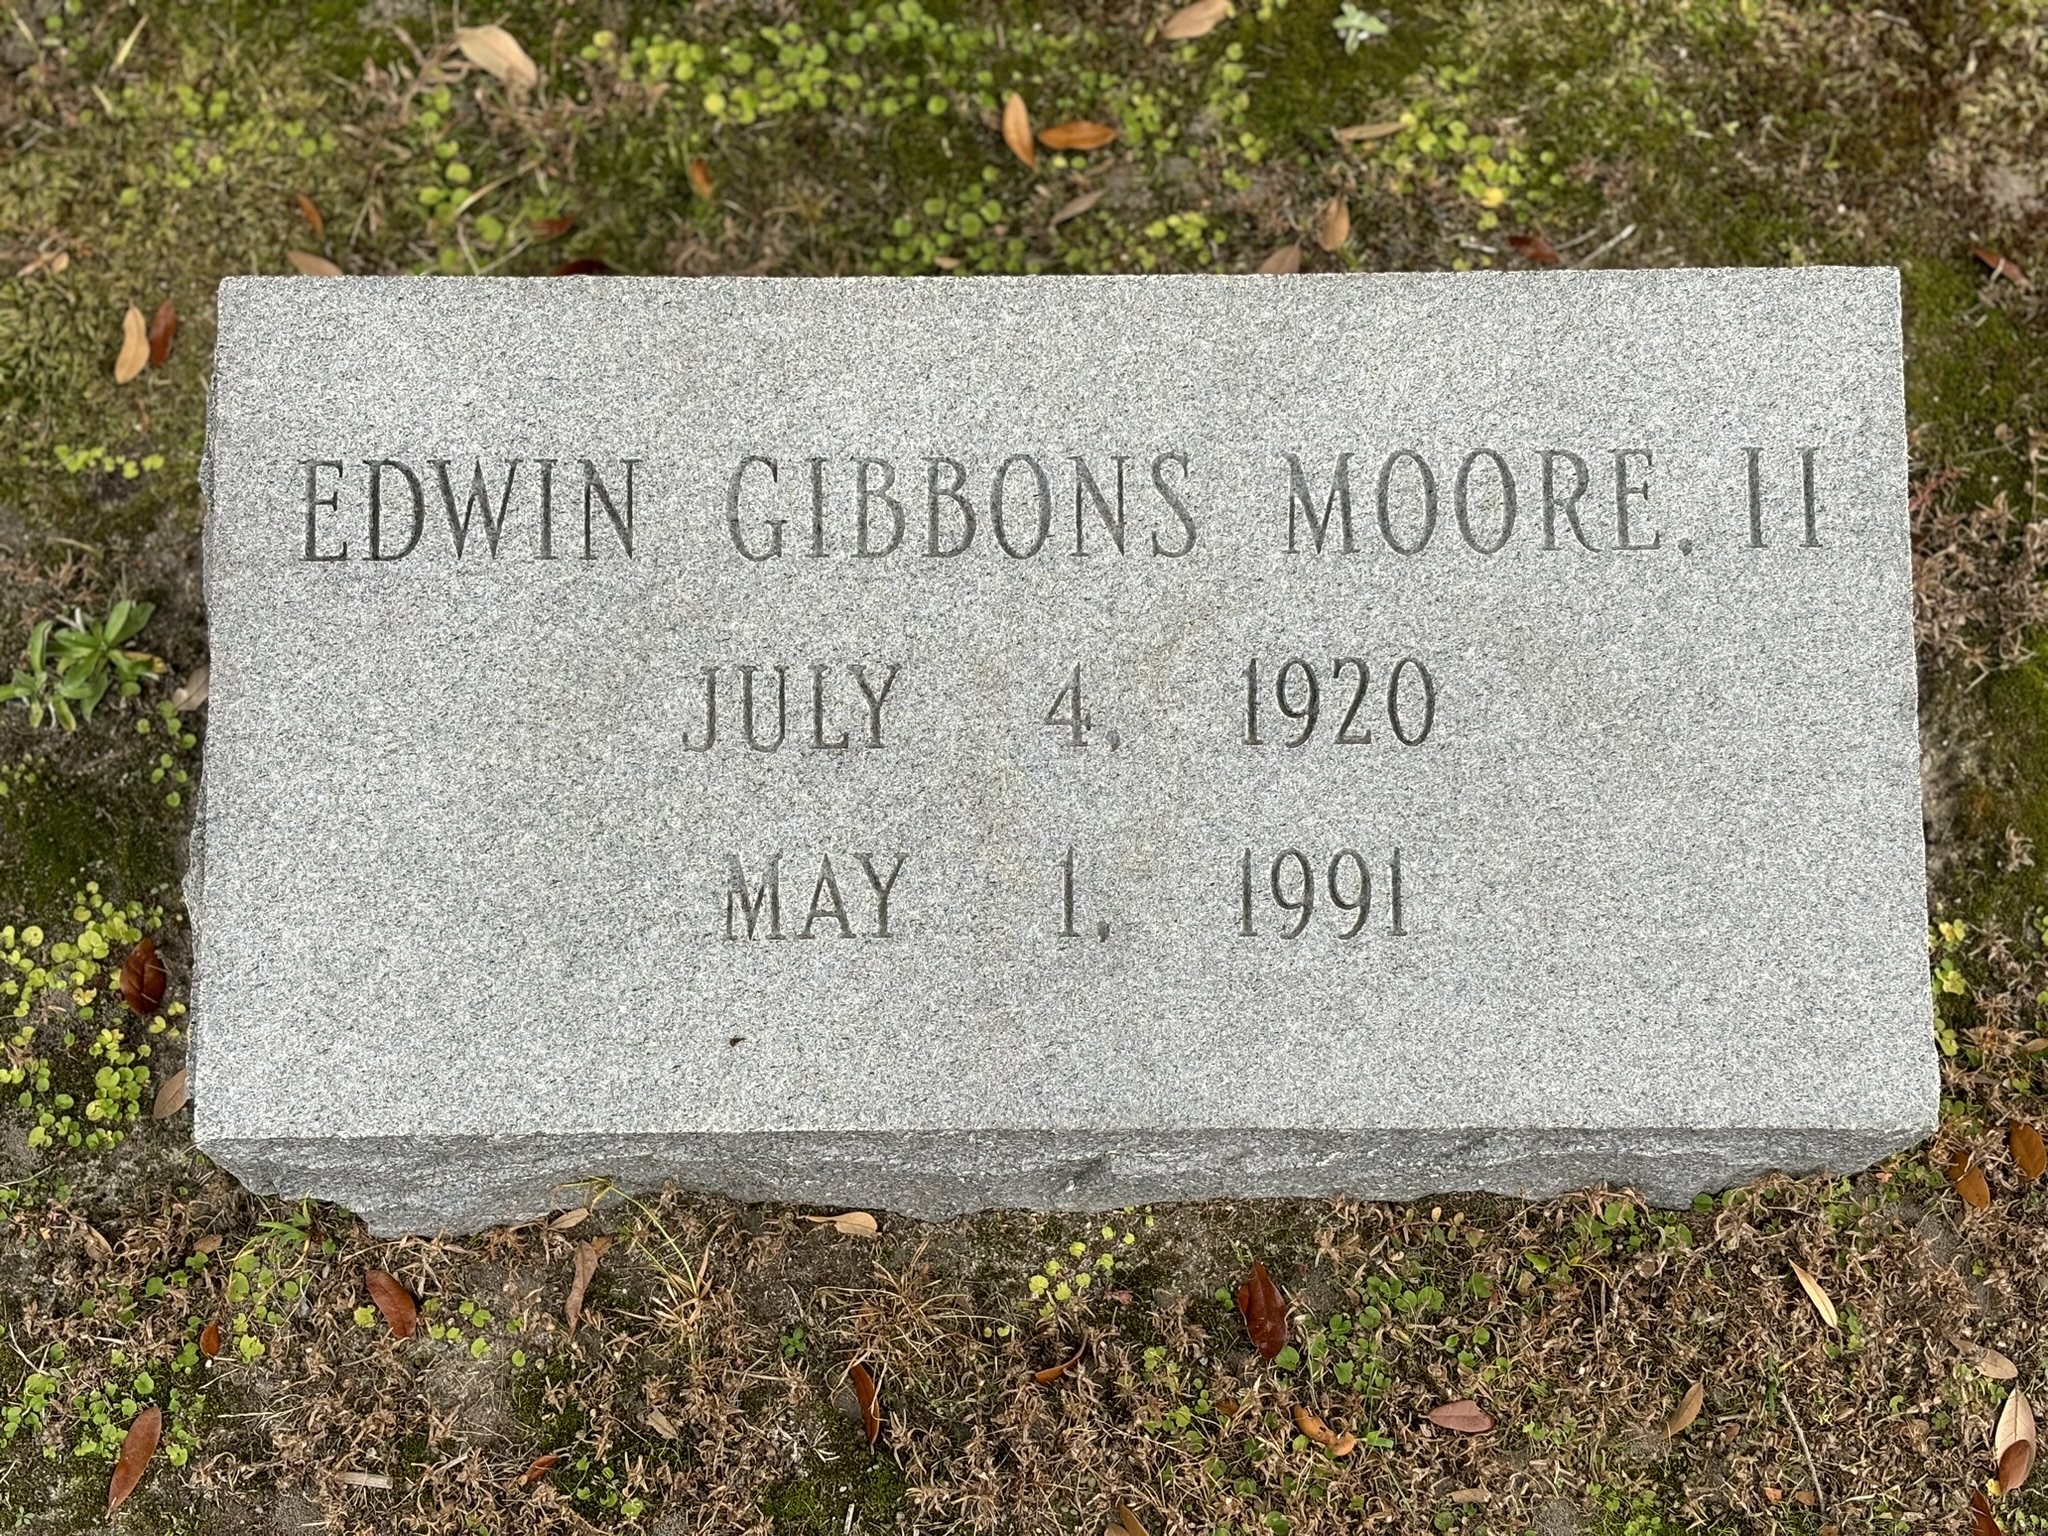 EDWIN GIBBONS MOORE, II
JULY 4, 1920
MAY 1, 1991